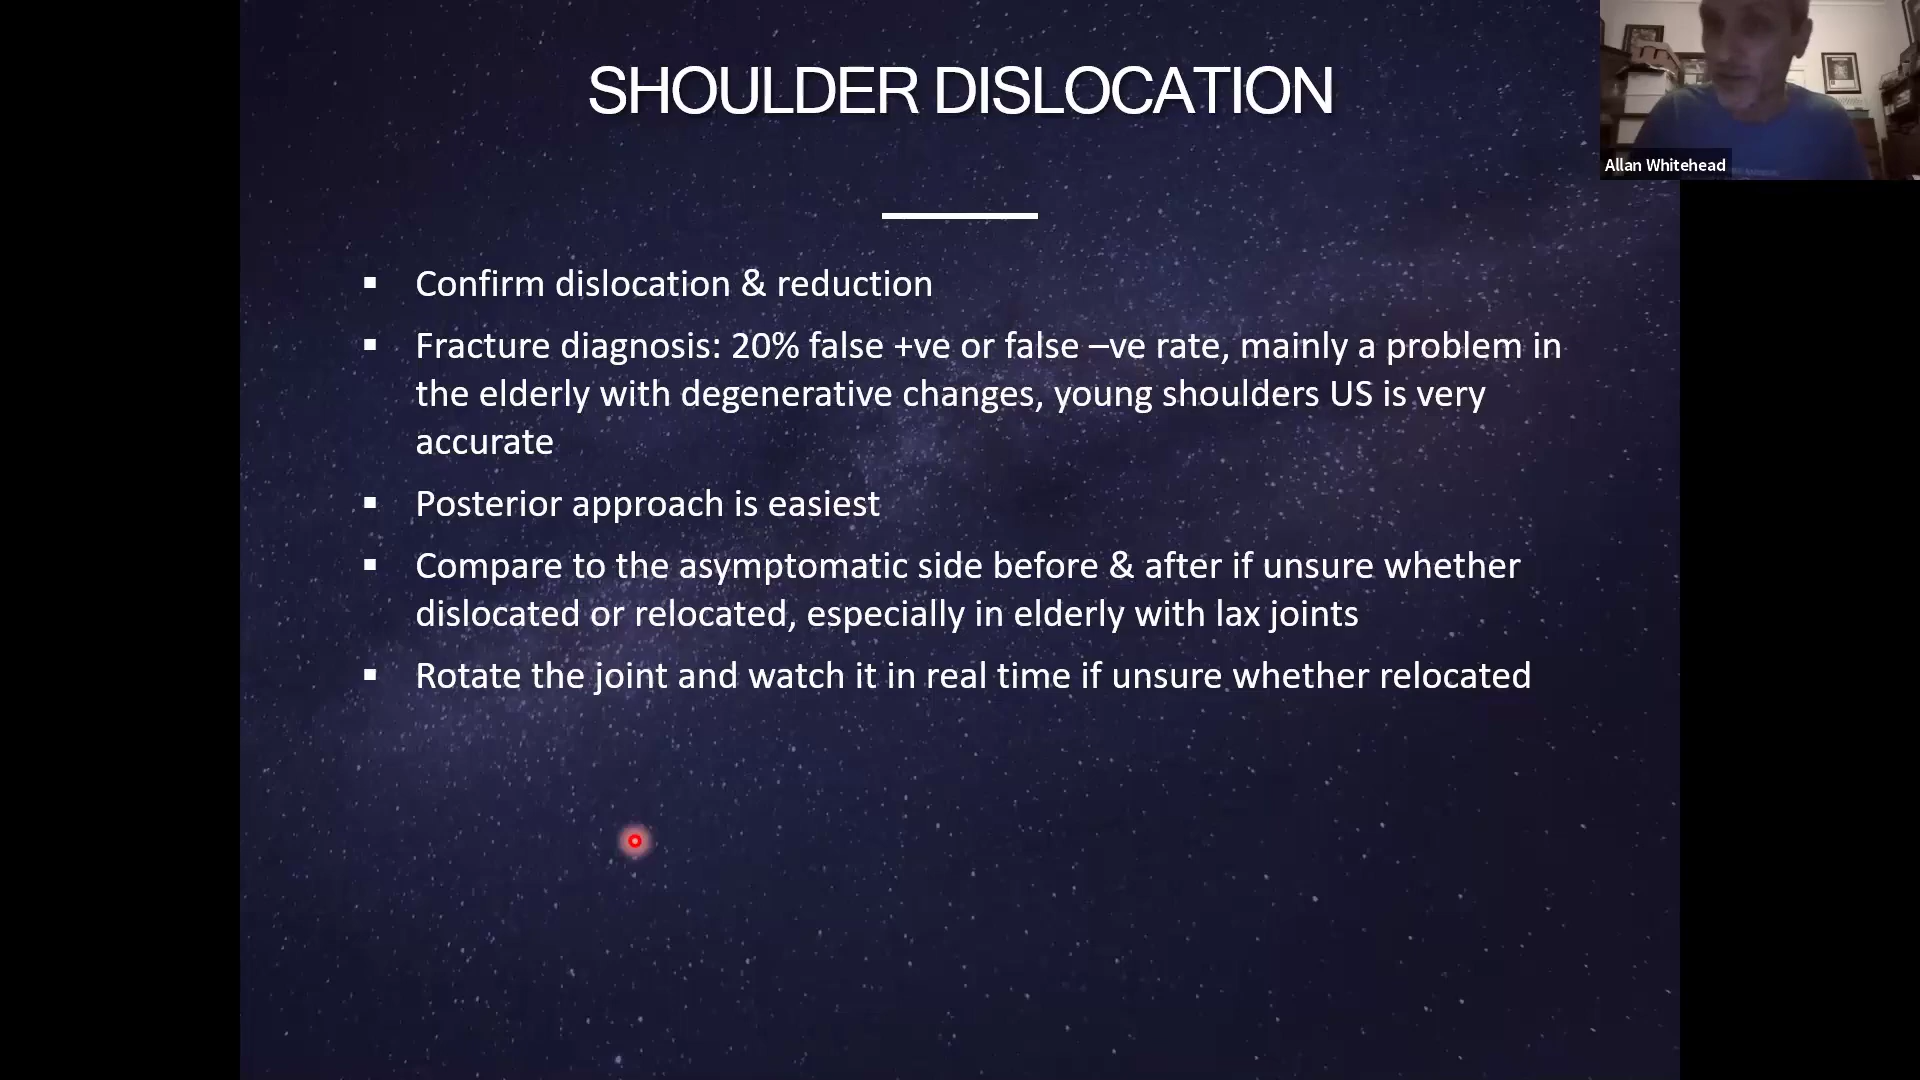 SHOULDER DISLOCATION
Allan Whitehead
▪ Confirm dislocation & reduction
▪ Fracture diagnosis: 20% false +ve or false –ve rate, mainly a problem in
the elderly with degenerative changes, young shoulders US is very
accurate
▪ Posterior approach is easiest
▪ Compare to the asymptomatic side before & after if unsure whether
dislocated or relocated, especially in elderly with lax joints
▪ Rotate the joint and watch it in real time if unsure whether relocated